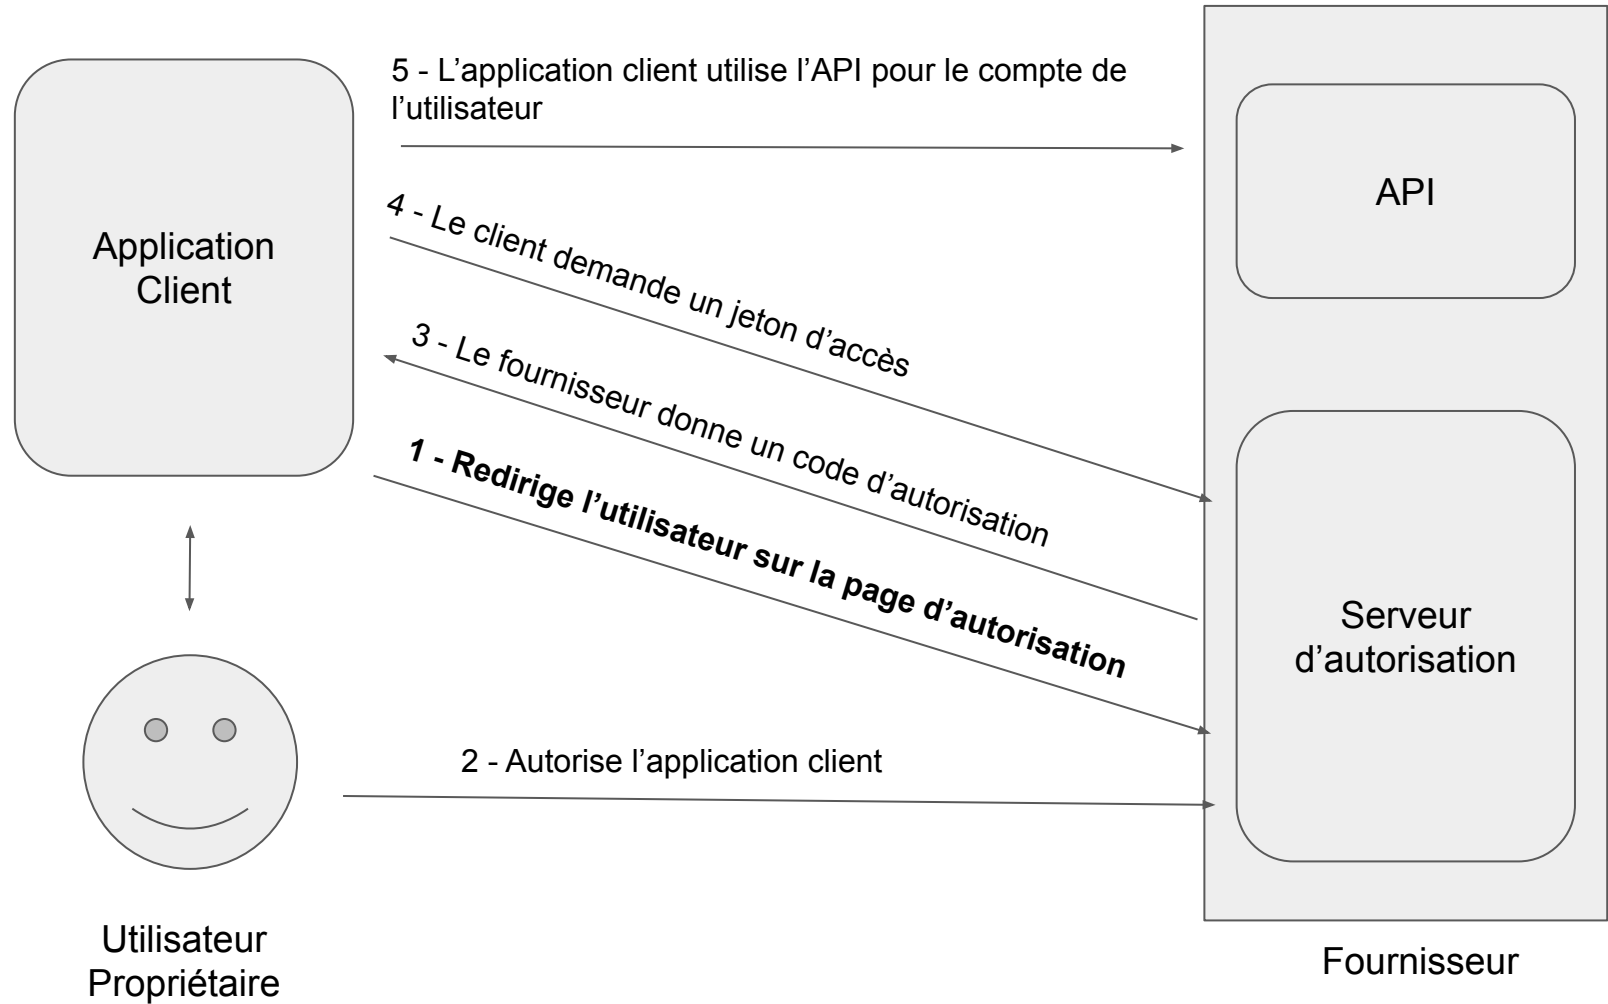 5 - L’application client utilise l’API pour le compte de
l’utilisateur
API
4 - Le client demande un jeton d’accès
Application
Client
3 - Le fournisseur donne un code d’autorisation
1 - Redirige l’utilisateur sur la page d’autorisation
Serveur
d’autorisation
2 - Autorise l’application client
Utilisateur
Propriétaire
Fournisseur